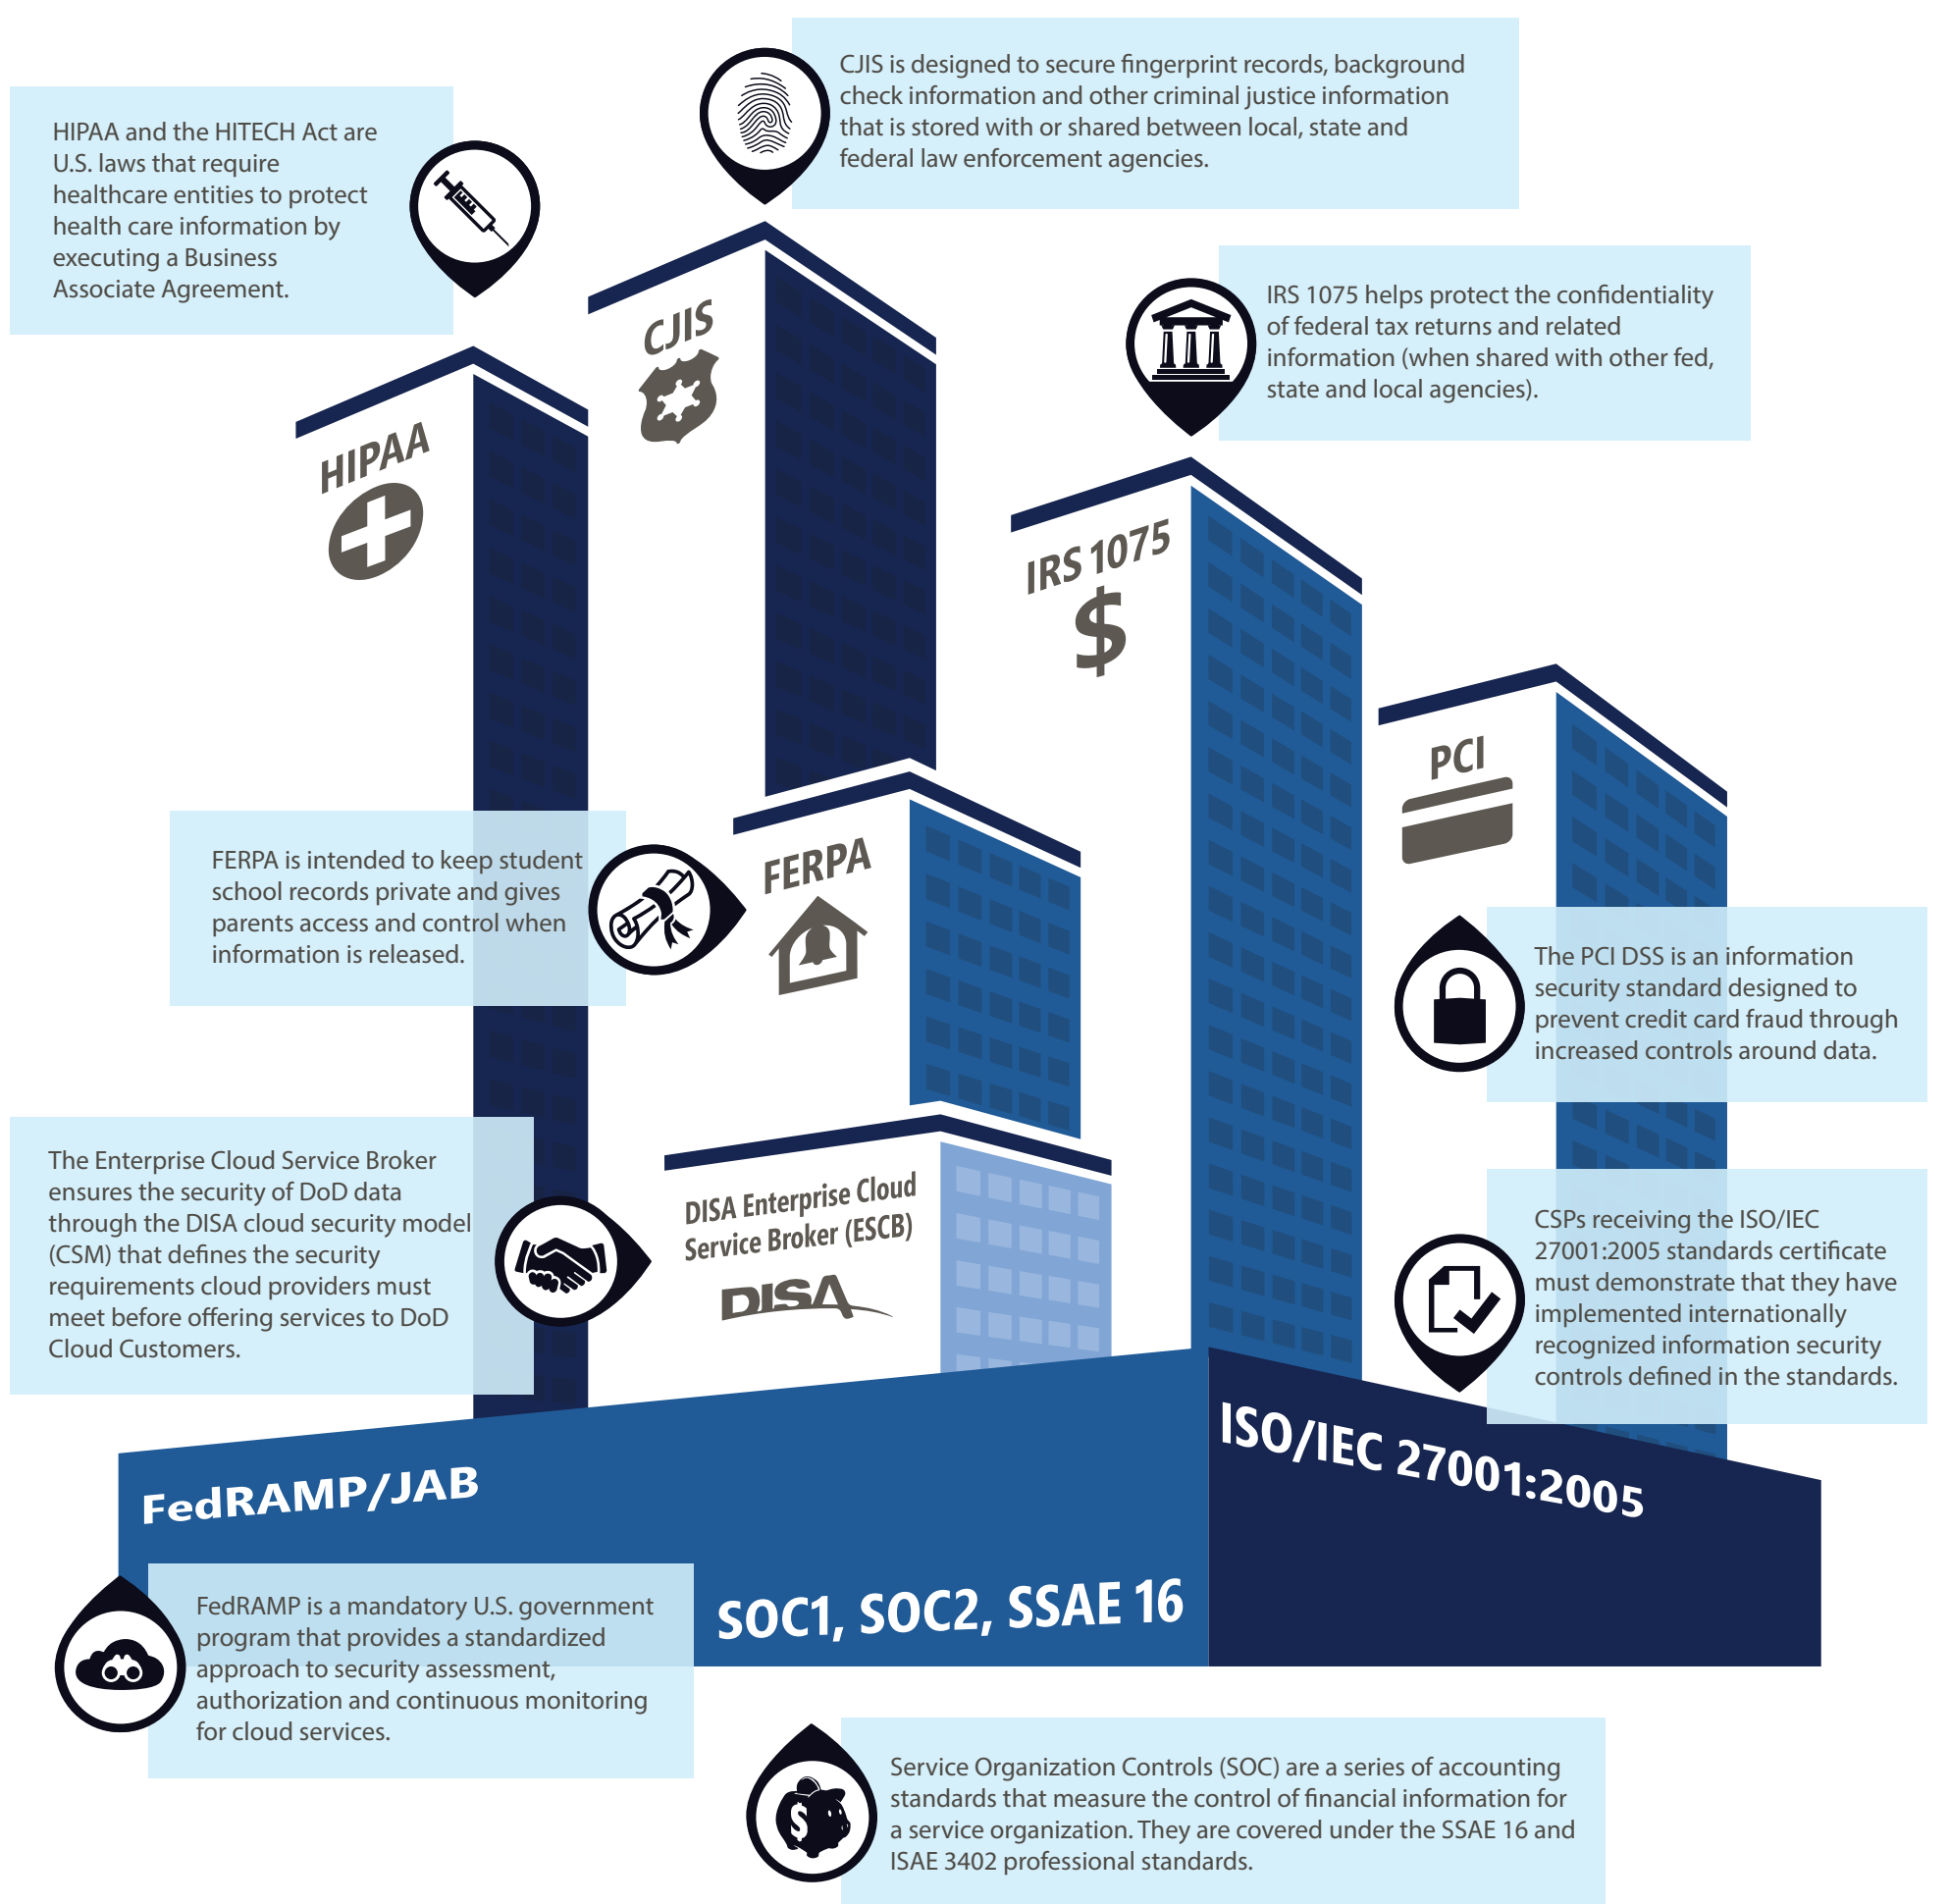 CJIS is designed to secure fingerprint records, background
check information and other criminal justice information
that is stored with or shared between local, state and
federal law enforcement agencies.
HIPAA and the HITECH Act are
U.S. laws that require
healthcare entities to protect
health care information by
executing a Business
Associate Agreement.
IRS 1075 helps protect the confidentiality
of federal tax returns and related
information (when shared with other fed,
state and local agencies).
CJIS
HIPAA
IRS 1075
$
PCI
FERPA is intended to keep student
school records private and gives
parents access and control when
information is released.
FERPA
The PCI DSS is an information
security standard designed to
prevent credit card fraud through
increased controls around data.
The Enterprise Cloud Service Broker
ensures the security of DoD data
through the DISA cloud security model
(CSM) that defines the security
requirements cloud providers must
meet before offering services to DoD
Cloud Customers.
DISA Enterprise Cloud
Service Broker (ESCB)
DISA
CSPs receiving the ISO/IEC
27001:2005 standards certificate
must demonstrate that they have
implemented internationally
recognized information security
controls defined in the standards.
FedRAMP/JAB
ISO/IEC 27001:2005
SOC1, SOC2, SSAE 16
FedRAMP is a mandatory U.S. government
program that provides a standardized
approach to security assessment,
authorization and continuous monitoring
for cloud services.
$
Service Organization Controls (SOC) are a series of accounting
standards that measure the control of financial information for
a service organization. They are covered under the SSAE 16 and
ISAE 3402 professional standards.